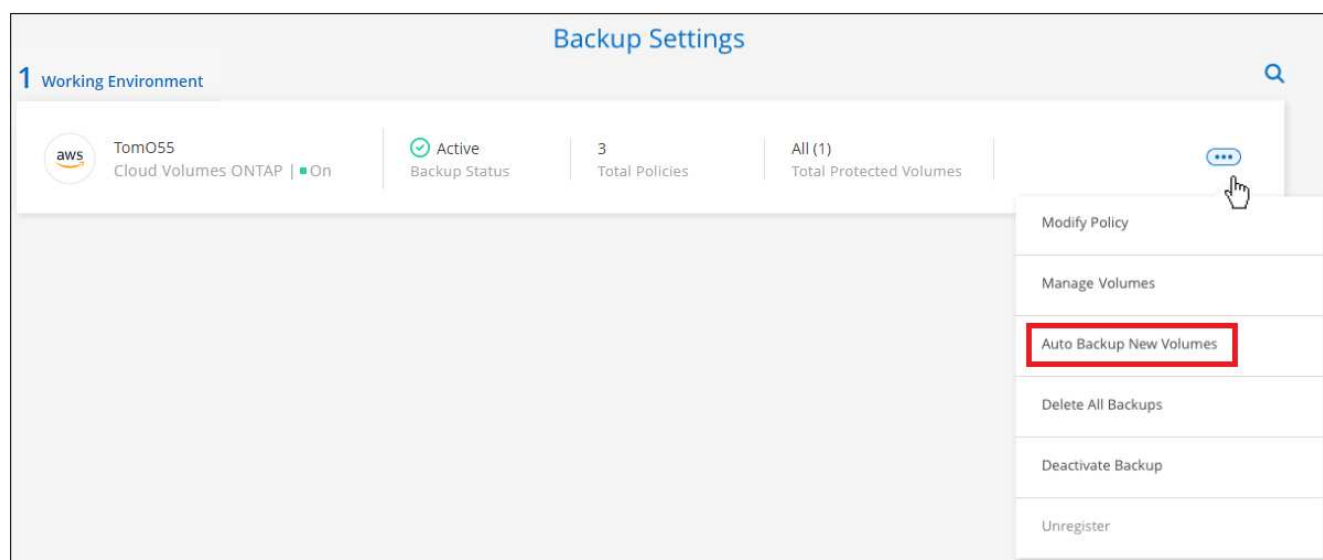 Backup Settings
1 Working Environment
aws
TomO55
Cloud Volumes ONTAP | On
Active
Backup Status
3
Total Policies
All (1)
Total Protected Volumes
Modify Policy
Manage Volumes
Auto Backup New Volumes
Delete All Backups
Deactivate Backup
Unregister